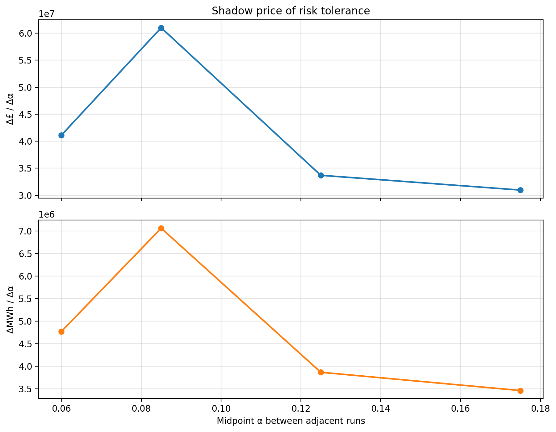 Shadow price of risk tolerance
1e7
6.0
5.5
5.0
4.5
4.0
3.5
3.0
Δ£ / Δα
1e6
7.0
6.5
6.0
5.5
5.0
4.5
4.0
3.5
ΔMWh / Δα
0.06 0.08 0.10 0.12 0.14 0.16 0.18
Midpoint α between adjacent runs